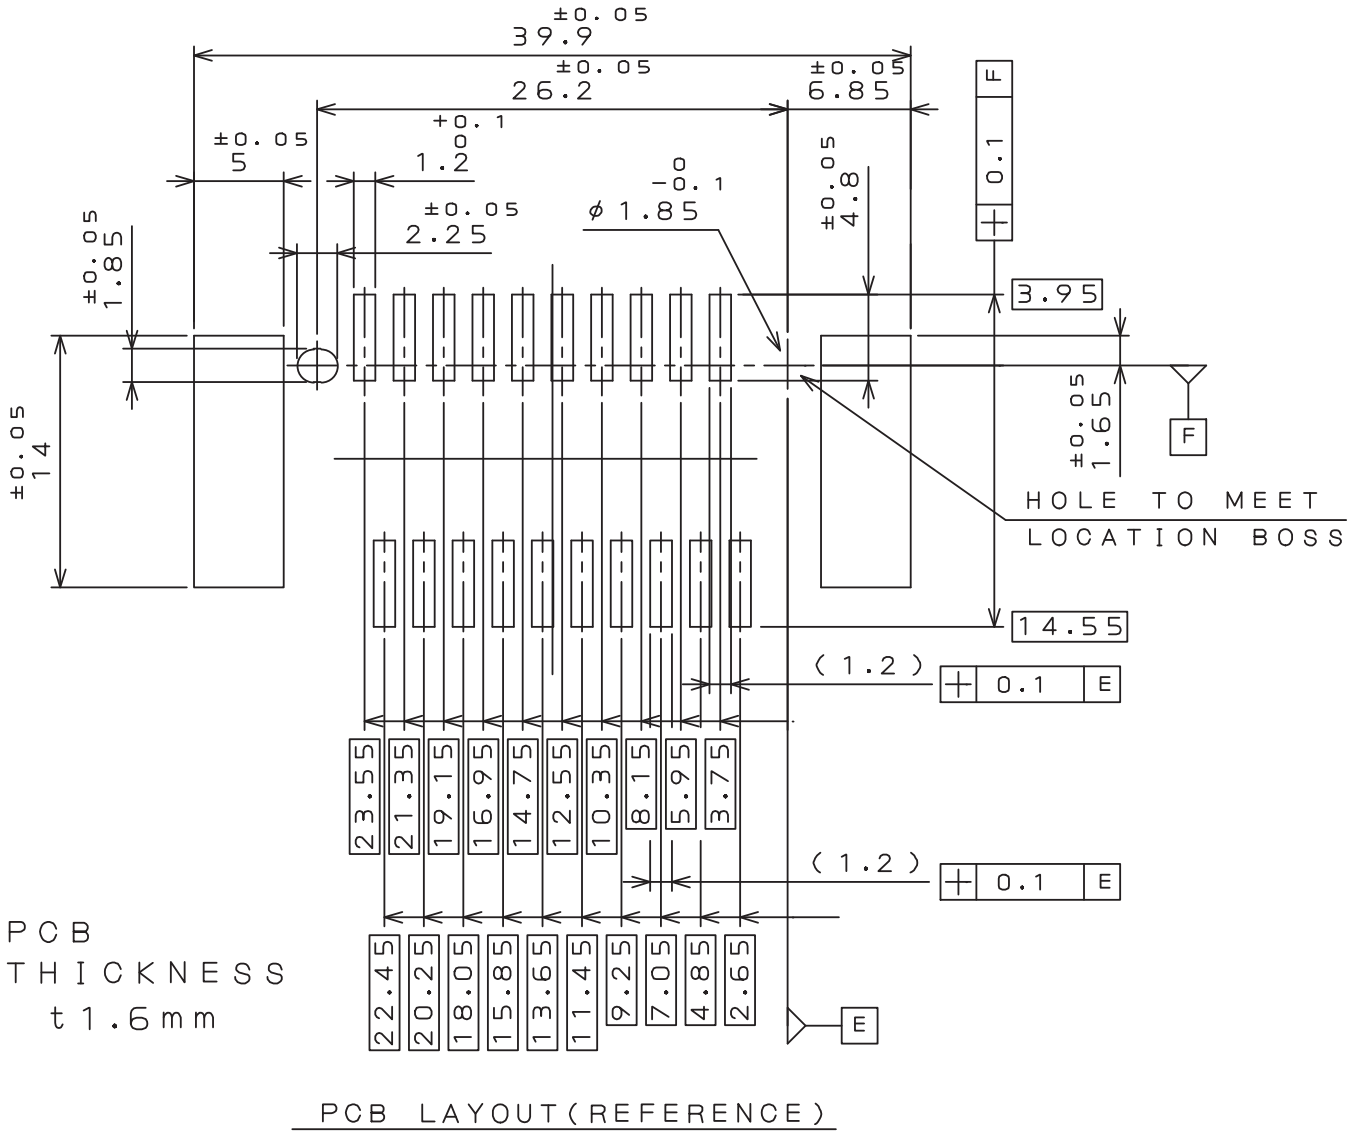 ±0.05
39.9
±0.05
26.2
±0.05
6.85
F
0.1
+0.1
0
1.2
±0.05
5
±0.05
2.25
0
-0.1
ø 1.85
±0.05
4.8
±0.05
1.85
3.95
±0.05
14
±0.05
1.65
F
HOLE TO MEET
LOCATION BOSS
14.55
(1.2)
0.1 E
23.55 21.35 19.15 16.95 14.75 12.55 10.35 8.15 5.95 3.75
(1.2)
0.1 E
22.45 20.25 18.05 15.85 13.65 11.45 9.25 7.05 4.85 2.65
E
PCB
THICKNESS
t1.6mm
PCB LAYOUT(REFERENCE)